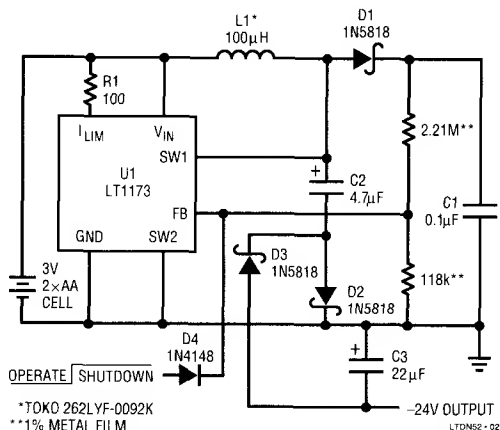 L1*
100µH
D1
1N5818
R1
100
I LIM
V IN
SW1
U1
LT1173
FB
GND
SW2
2.21M**
C2
4.7µF
C1
0.1µF
D3
1N5818
D2
1N5818
118k**
3V
2×AA
CELL
D4
1N4148
C3
22µF
OPERATE SHUTDOWN
–24V OUTPUT
*TOKO 262LYF-0092K
**1% METAL FILM
LTDN52 • 02
+
+